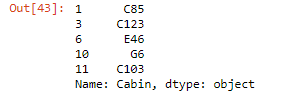 Out[43]: 1 C85
3 C123
6 E46
10 G6
11 C103
Name: Cabin, dtype: object